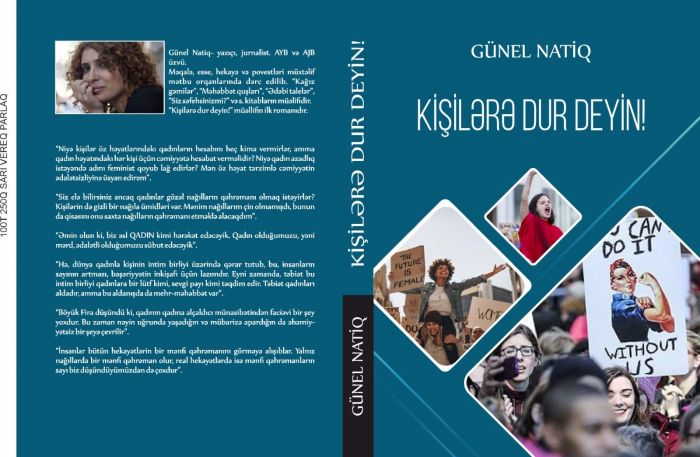 100T 250Q SARI VEREQ PARLAQ
Günel Natiq- yazıçı, jurnalist. AYB və AJB
üzvü.
Məqalə, esse, hekayə və povestləri müxtəlif
mətbu orqanlarında dərc edilib. "Kağız
gəmilər", "Məhəbbət quşları", "Ədəbi talelər",
"Siz səfehsinizmi?" və s. kitabların müəlifidir.
"Kişilərə dur deyin!" müəllifin ilk romanıdır.
"Niyə kişilər öz həyatlarındakı qadınların hesabını heç kimə vermirlər, amma
qadın həyatındakı hər kişi üçün cəmiyyətə hesabat verməlidir? Niyə qadın azadlıq
istəyəndə adını feminist qoyub lağ edirlər? Mən öz həyat tərzimlə cəmiyyətin
ədalətsizliyinə üsyan edirəm".
"Siz elə bilirsiniz ancaq qadınlar gözəl nağılların qəhrəmanı olmaq istəyirlər?
Kişilərin də gizli bir nağıla ümidləri var. Mənim nağıllarım çin olmamışdı, bunun
da qisasını onu saxta nağılların qəhrəmanı etməklə alacaqdım".
"Əmin olun ki, biz əsl QADIN kimi hərəkət edəcəyik. Qadın olduğumuzu, yəni
mərd, ədalətli olduğumuzu sübut edəcəyik".
"Hə, dünya qadınla kişinin intim birliyi üzərində qərar tutub, bu, insanların
sayının artması, bəşəriyyətin inkişafı üçün lazımdır. Eyni zamanda, təbiət bu
intim birliyi qadınlara bir lütf kimi, sevgi payı kimi təqdim edir. Təbiət qadınları
aldadır, amma bu aldanışda da mehr-məhəbbət var".
"Böyük Firə düşündü ki, qadının qadına alçaldıcı münasibətindən faciəvi bir şey
yoxdur. Bu zaman nəyin uğrunda yaşadığın və mübarizə apardığın da əhəmiy-
yətsiz bir şeyə çevrilir".
"İnsanlar bütün hekayətlərin bir mənfi qəhrəmanını görməyə alışıblar. Yalnız
nağıllarda bir mənfi qəhrəman olur, real hekayətlərdə isə mənfi qəhrəmanların
sayı biz düşündüyümüzdən də çoxdur".
KİŞİLƏRƏ DUR DEYİN!
GÜNEL NATİQ
GÜNEL NATİQ
KİŞİLƏRƏ DUR DEYİN!
THE
FUTURE
IS
FEMALE
U CAN
DO IT
WITHOUT
US